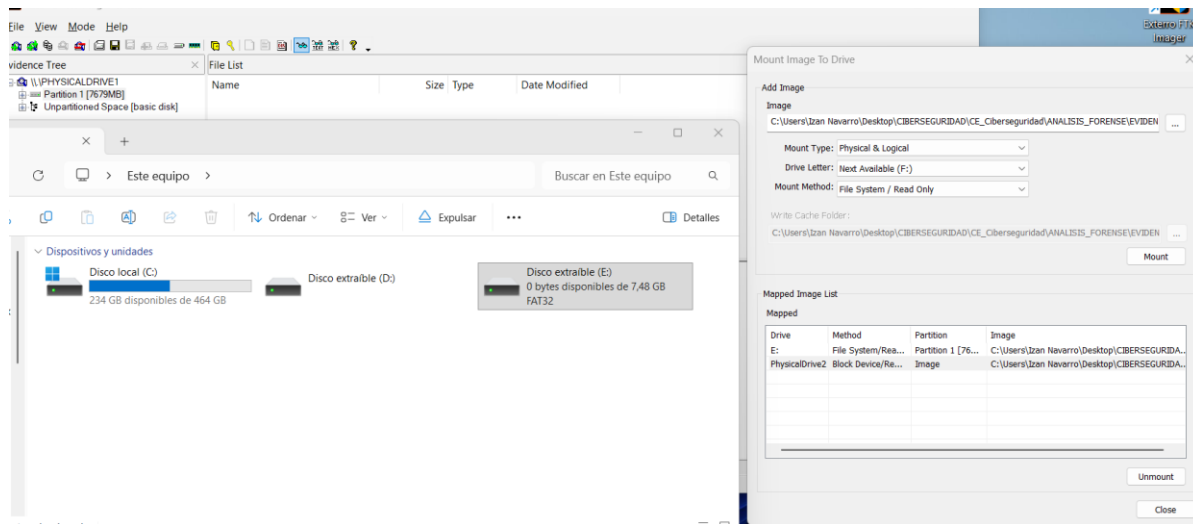 File View Mode Help
Exterro FTK
Imager
vidence Tree
File List
\\.\PHYSICALDRIVE1
Partition 1 [7679MB]
Unpartitioned Space [basic disk]
Name Size Type Date Modified
Este equipo
Buscar en Este equipo
Ordenar Ver Expulsar ... Detalles
Dispositivos y unidades
Disco local (C:)
234 GB disponibles de 464 GB
Disco extraíble (D:)
Disco extraíble (E:)
0 bytes disponibles de 7,48 GB
FAT32
Mount Image To Drive
Add Image
Image
C:\Users\Izan Navarro\Desktop\CIBERSEGURIDAD\CE_Ciberseguridad\ANALISIS_FORENSE\EVIDEN ...
Mount Type: Physical & Logical
Drive Letter: Next Available (F:)
Mount Method: File System / Read Only
Write Cache Folder:
C:\Users\Izan Navarro\Desktop\CIBERSEGURIDAD\CE_Ciberseguridad\ANALISIS_FORENSE\EVIDEN ...
Mount
Mapped Image List
Mapped
Drive Method Partition Image
E: File System/Rea... Partition 1 [76... C:\Users\Izan Navarro\Desktop\CIBERSEGURIDA...
PhysicalDrive2 Block Device/Re... Image C:\Users\Izan Navarro\Desktop\CIBERSEGURIDA...
Unmount
Close